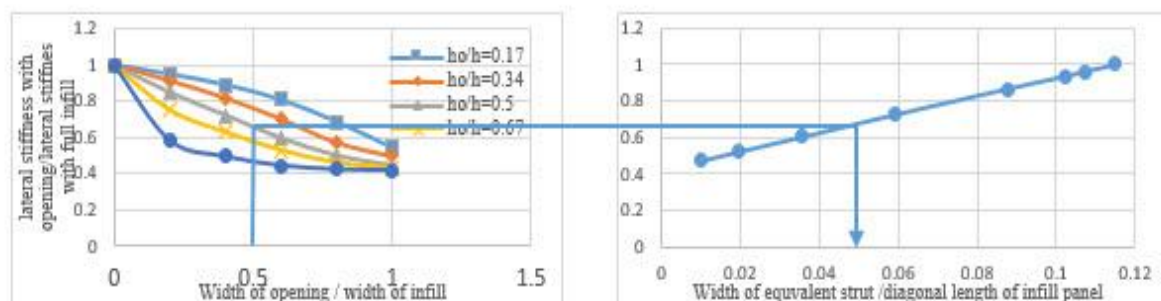 1.2
1
0.8
0.6
0.4
0.2
0
lateral stiffness with
opening/lateral stiffnes
with full infill
ho/h=0.17
ho/h=0.34
ho/h=0.5
ho/h=0.67
0 0.5 1 1.5
Width of opening / width of infill
1.2
1
0.8
0.6
0.4
0.2
0
0 0.02 0.04 0.06 0.08 0.1 0.12
Width of equvalent strut /diagonal length of infill panel